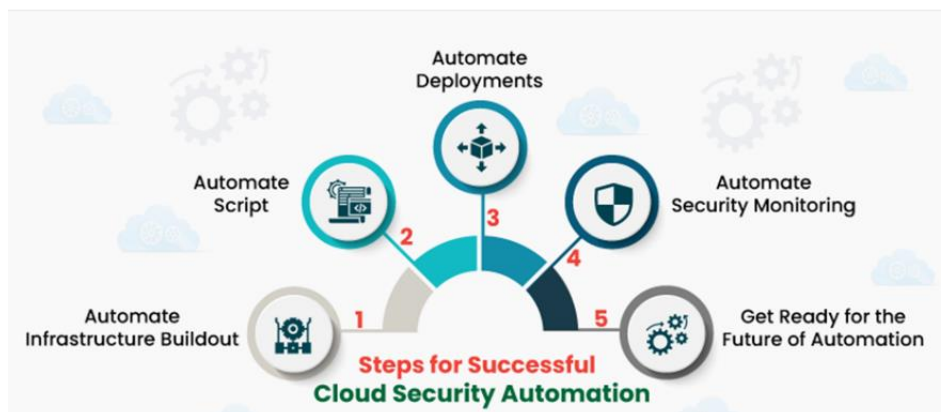 Automate
Infrastructure Buildout
1
Automate
Script
2
Automate
Deployments
3
Automate
Security Monitoring
4
Get Ready for the
Future of Automation
5
Steps for Successful
Cloud Security Automation